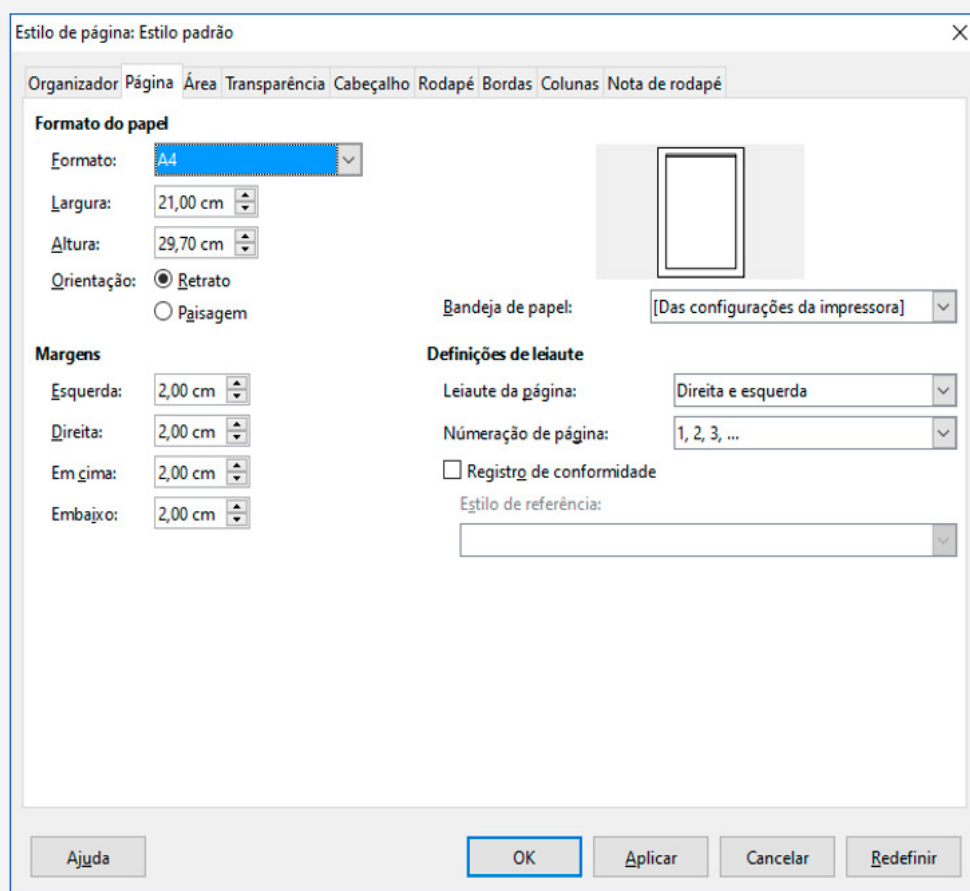 Estilo de página: Estilo padrão
Organizador Página Área Transparência Cabeçalho Rodapé Bordas Colunas Nota de rodapé
Formato do papel
Formato: A4
Largura: 21,00 cm
Altura: 29,70 cm
Orientação: Retrato
Paisagem
Bandeja de papel: [Das configurações da impressora]
Margens
Esquerda: 2,00 cm
Direita: 2,00 cm
Em cima: 2,00 cm
Embaixo: 2,00 cm
Definições de leiaute
Leiaute da página: Direita e esquerda
Númeração de página: 1, 2, 3, ...
Registro de conformidade
Estilo de referência:
Ajuda OK Aplicar Cancelar Redefinir